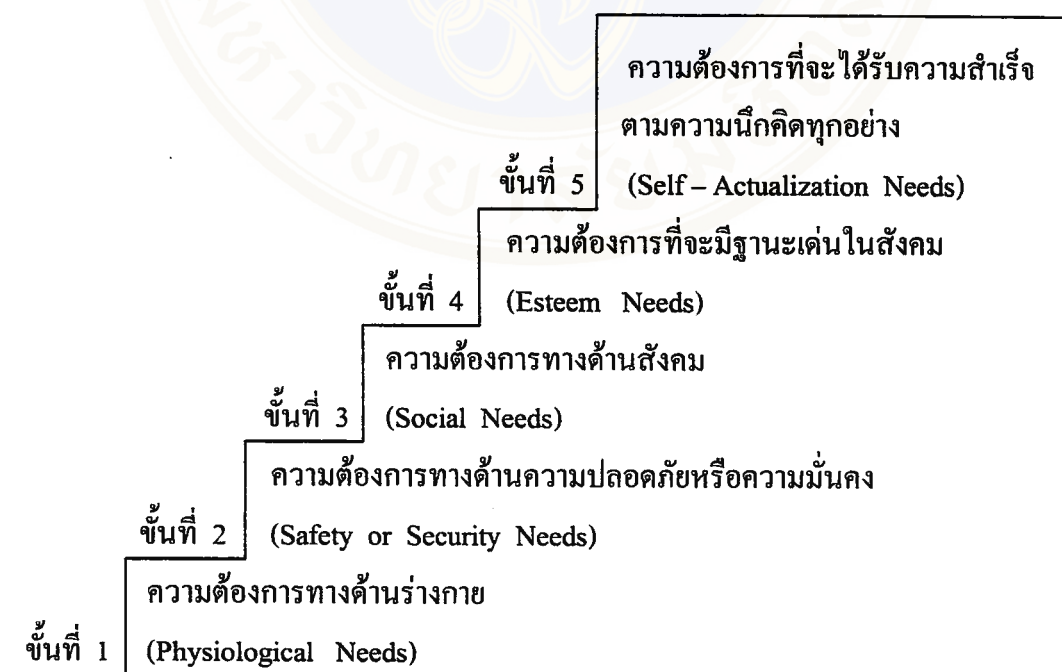 ความต้องการที่จะได้รับความสำเร็จ
ตามความนึกคิดทุกอย่าง
ขั้นที่ 5 (Self – Actualization Needs)
ความต้องการที่จะมีฐานะเด่นในสังคม
ขั้นที่ 4 (Esteem Needs)
ความต้องการทางด้านสังคม
ขั้นที่ 3 (Social Needs)
ความต้องการทางด้านความปลอดภัยหรือความมั่นคง
ขั้นที่ 2 (Safety or Security Needs)
ความต้องการทางด้านร่างกาย
ขั้นที่ 1 (Physiological Needs)